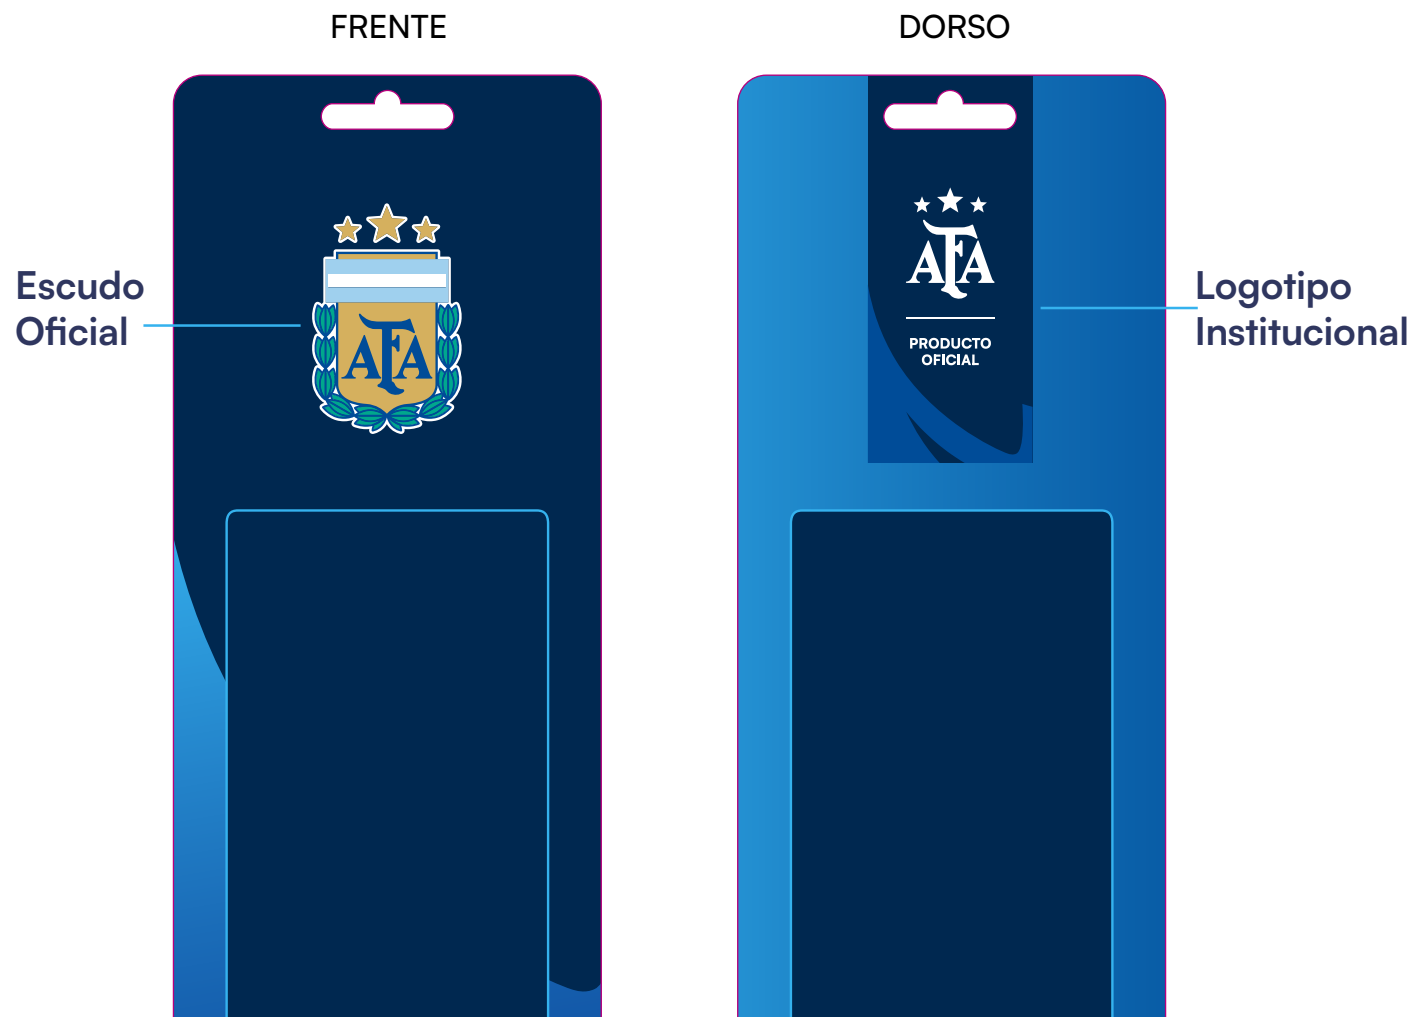 FRENTE
DORSO
Escudo
Oficial
AFA
AFA
PRODUCTO
OFICIAL
Logotipo
Institucional